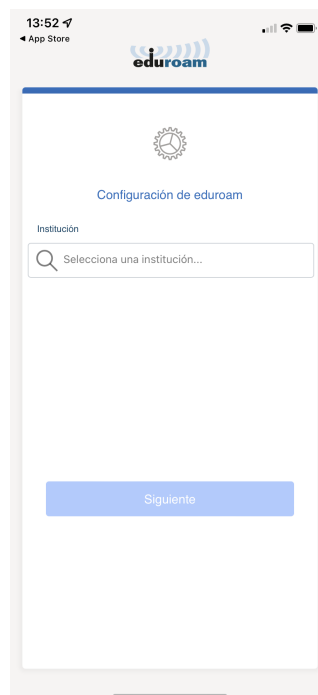 13:52
◀ App Store
eduroam
Configuración de eduroam
Institución
Selecciona una institución...
Siguiente